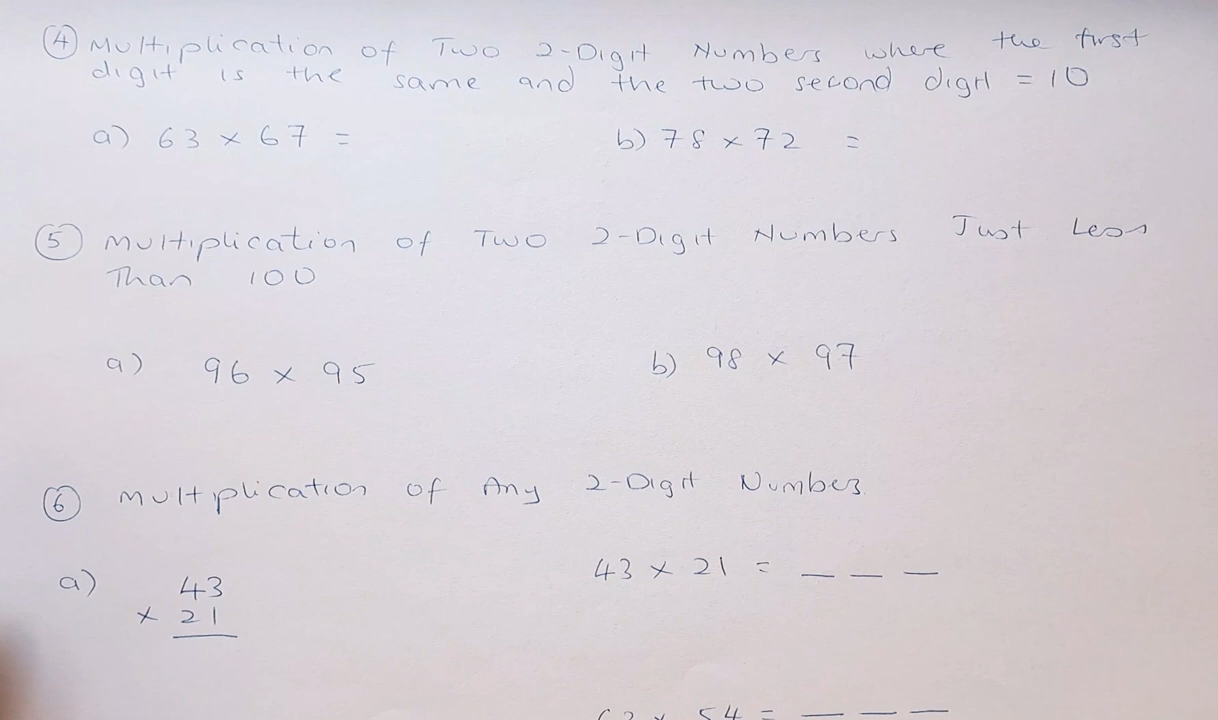 ④ Multiplication of Two 2-Digit Numbers where the first
digit is the same and the two second digit = 10
a) 63 x 67 =
b) 78 x 72 =
⑤ Multiplication of Two 2-Digit Numbers Just Less
Than 100
a) 96 x 95
b) 98 x 97
⑥ Multiplication of Any 2-Digit Number
a) 43
x 21
43 x 21 = _ _ _
x 54 = _ _ _